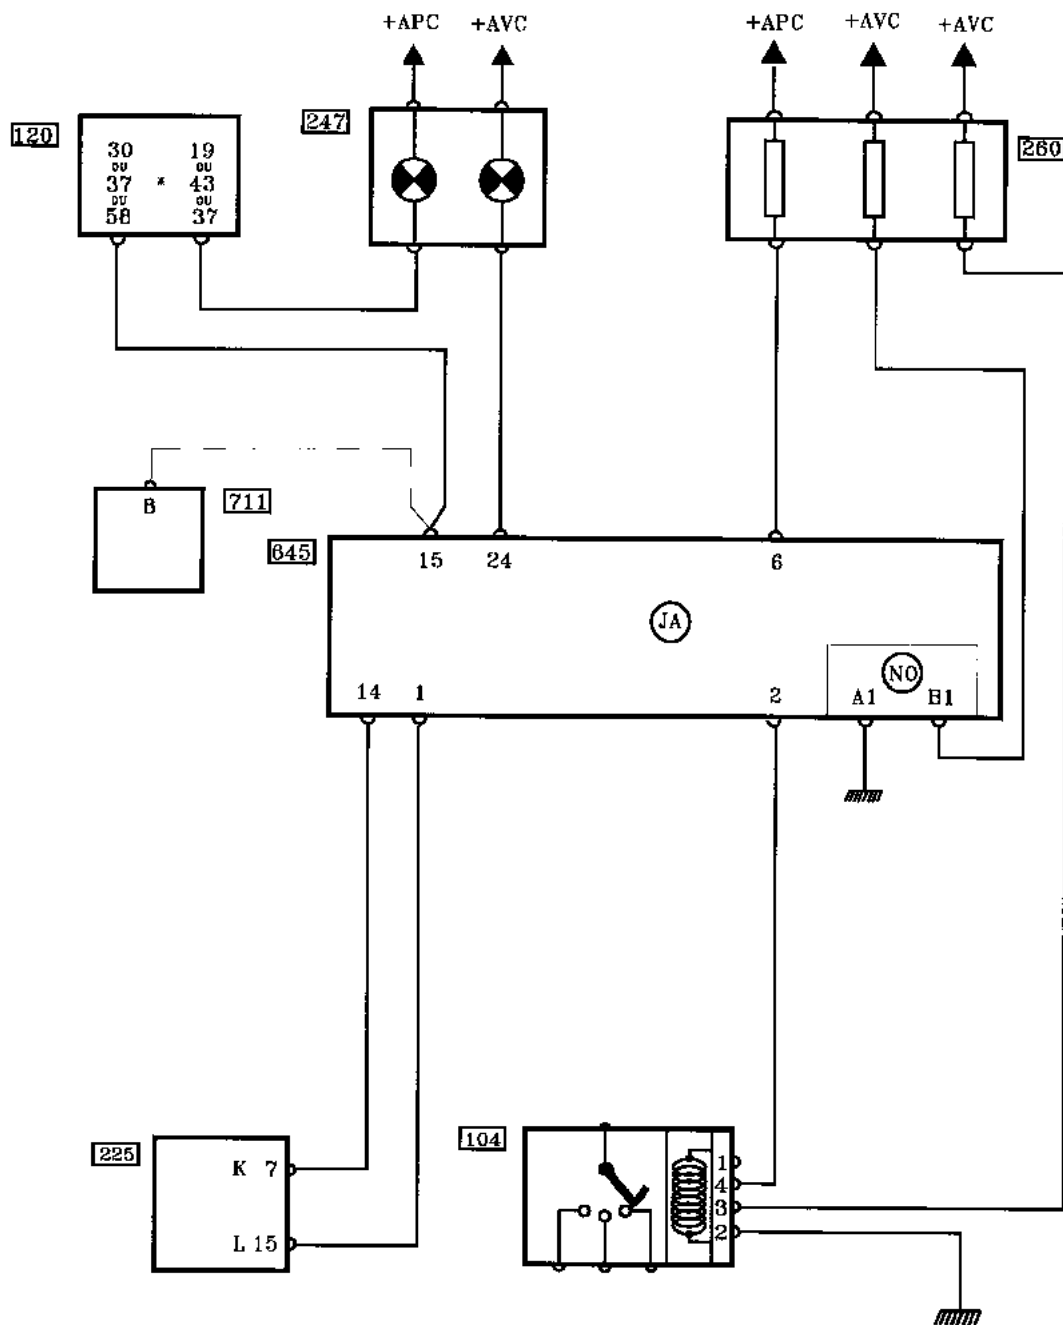 +APC +AVC +APC +AVC +AVC
120 247 260
30 19
OU OU
37 * 43
OU OU
58 37
B 711
645 15 24 6
JA
NO
14 1 2 A1 B1
225 104
K 7
1
4
3
L 15 2